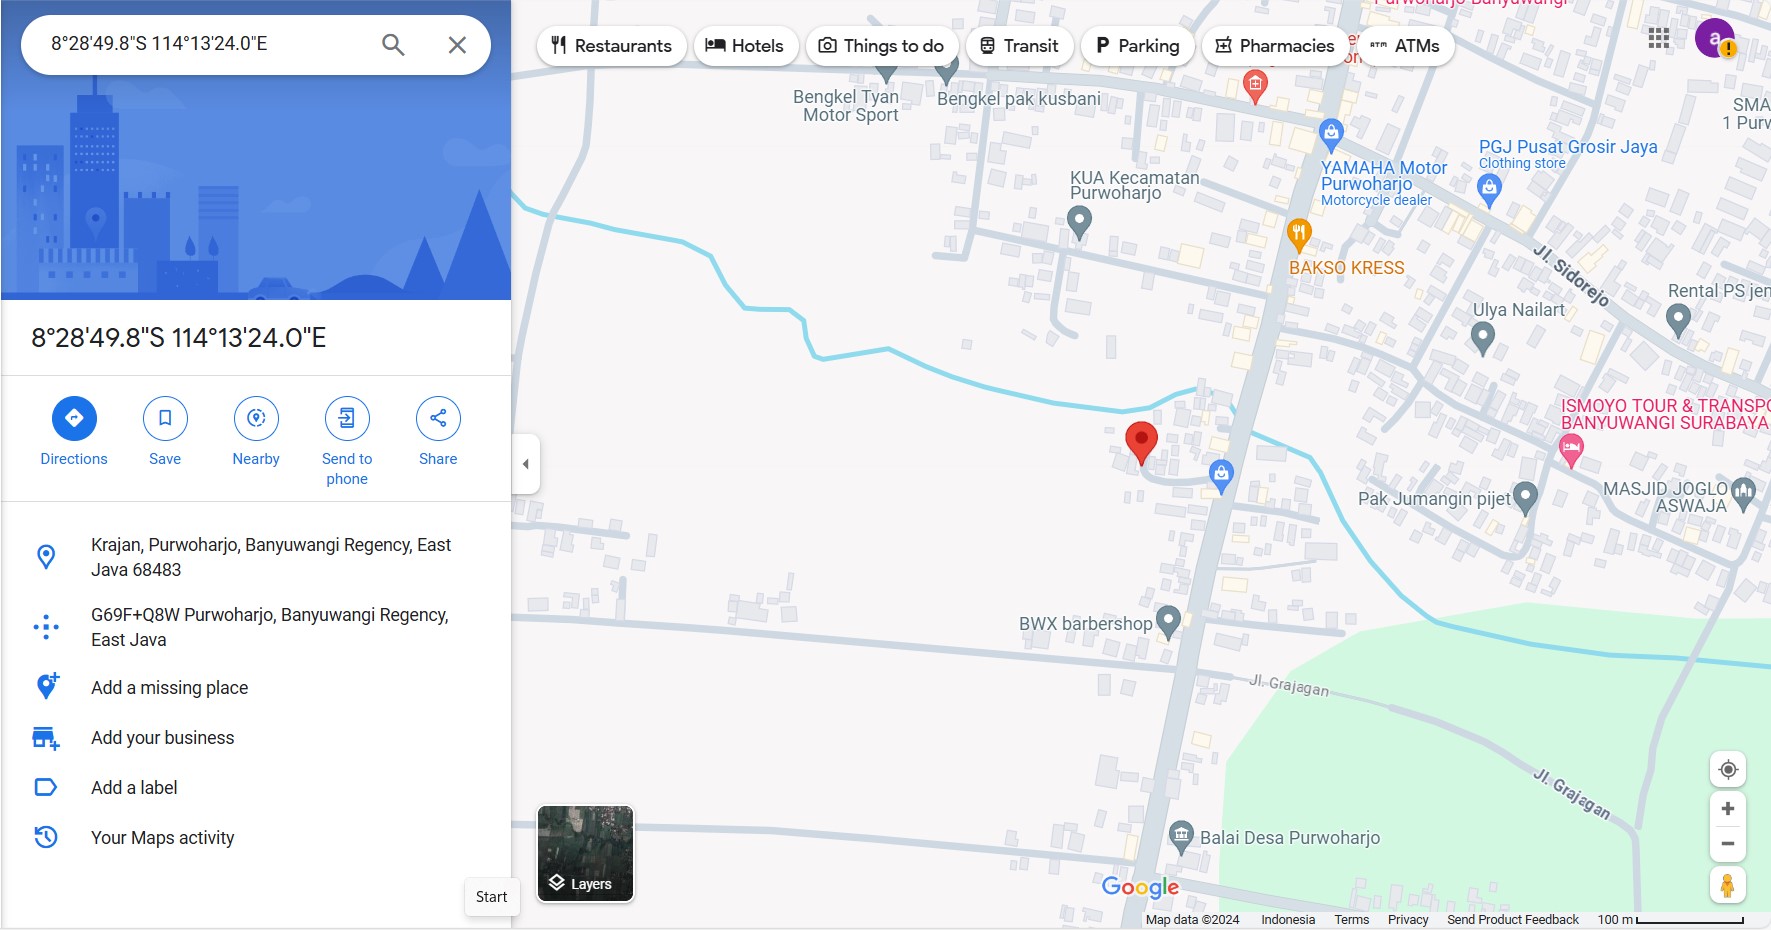 8°28'49.8"S 114°13'24.0"E
Restaurants
Hotels
Things to do
Transit
Parking
Pharmacies
ATMs
a
8°28'49.8"S 114°13'24.0"E
Directions
Save
Nearby
Send to
phone
Share
Krajan, Purwoharjo, Banyuwangi Regency, East
Java 68483
G69F+Q8W Purwoharjo, Banyuwangi Regency,
East Java
Add a missing place
Add your business
Add a label
Your Maps activity
Start
Layers
Purwoharjo Banyuwangi
Bengkel Tyan
Motor Sport
Bengkel pak kusbani
SMA
1 Purw
PGJ Pusat Grosir Jaya
Clothing store
YAMAHA Motor
Purwoharjo
Motorcycle dealer
KUA Kecamatan
Purwoharjo
BAKSO KRESS
Jl. Sidorejo
Rental PS jen
Ulya Nailart
ISMOYO TOUR & TRANSPO
BANYUWANGI SURABAYA
Pak Jumangin pijet
MASJID JOGLO
ASWAJA
BWX barbershop
Jl. Grajagan
Jl. Grajagan
Balai Desa Purwoharjo
Google
Map data ©2024
Indonesia
Terms
Privacy
Send Product Feedback
100 m